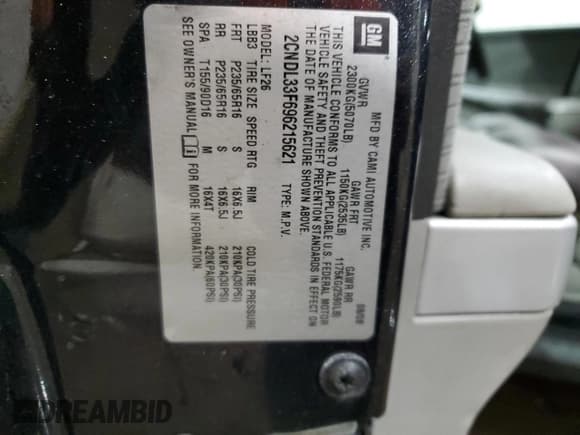 GM
MFD BY CAMI AUTOMOTIVE INC.
08/08
GVWR GAWR FRT GAWR RR
2300KG(5070LB) 1150KG(2535LB) 1175KG(2590LB)
THIS VEHICLE CONFORMS TO ALL APPLICABLE U.S. FEDERAL MOTOR
VEHICLE SAFETY AND THEFT PREVENTION STANDARDS IN EFFECT ON
THE DATE OF MANUFACTURE SHOWN ABOVE.
2CNDL33F696215621 TYPE: M.P.V.
MODEL: LF26
LBB3 TIRE SIZE SPEED RTG RIM COLD TIRE PRESSURE
FRT P235/65R16 S 16X6.5J 210KPA(30PSI)
RR P235/65R16 S 16X6.5J 210KPA(30PSI)
SPA T155/90D16 M 16X4T 420KPA(60PSI)
SEE OWNER'S MANUAL FOR MORE INFORMATION.
DREAMBID